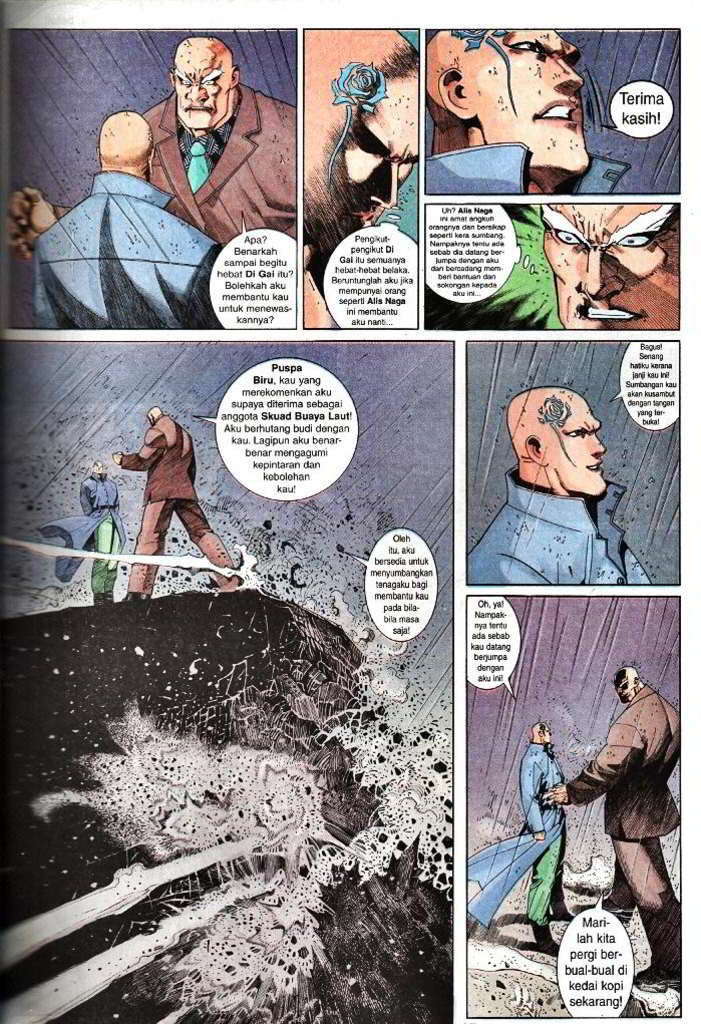 Apa?
Benarkah
sampai begitu
hebat Di Gai itu?
Bolehkah aku
membantu kau
untuk menewas-
kannya?
Pengikut-
pengikut Di
Gai itu semuanya
hebat-hebat belaka.
Beruntunglah aku jika
mempunyai orang
seperti Alis Naga
ini membantu
aku nanti...
Terima
kasih!
Uh? Alis Naga
ini amat angkuh
orangnya dan bersikap
seperti kera sumbang.
Nampaknya tentu ada
sebab dia datang ber-
jumpa dengan aku
dan bercadang mem-
beri bantuan dan
sokongan kepada
aku ini...
Puspa
Biru, kau yang
merekomenkan aku
supaya diterima sebagai
anggota Skuad Buaya Laut!
Aku berhutang budi dengan
kau. Lagipun aku benar-
benar mengagumi
kepintaran dan
kebolehan
kau!
Oleh
itu, aku
bersedia untuk
menyumbangkan
tenagaku bagi
membantu kau
pada bila-
bila masa
saja!
Bagus!
Senang
hatiku kerana
janji kau ini!
Sumbangan kau
akan kusambut
dengan tangan
yang ter-
buka!
Oh, ya!
Nampak-
nya tentu
ada sebab
kau datang
berjumpa
dengan
aku ini!
Mari-
lah kita
pergi ber-
bual-bual di
kedai kopi
sekarang!